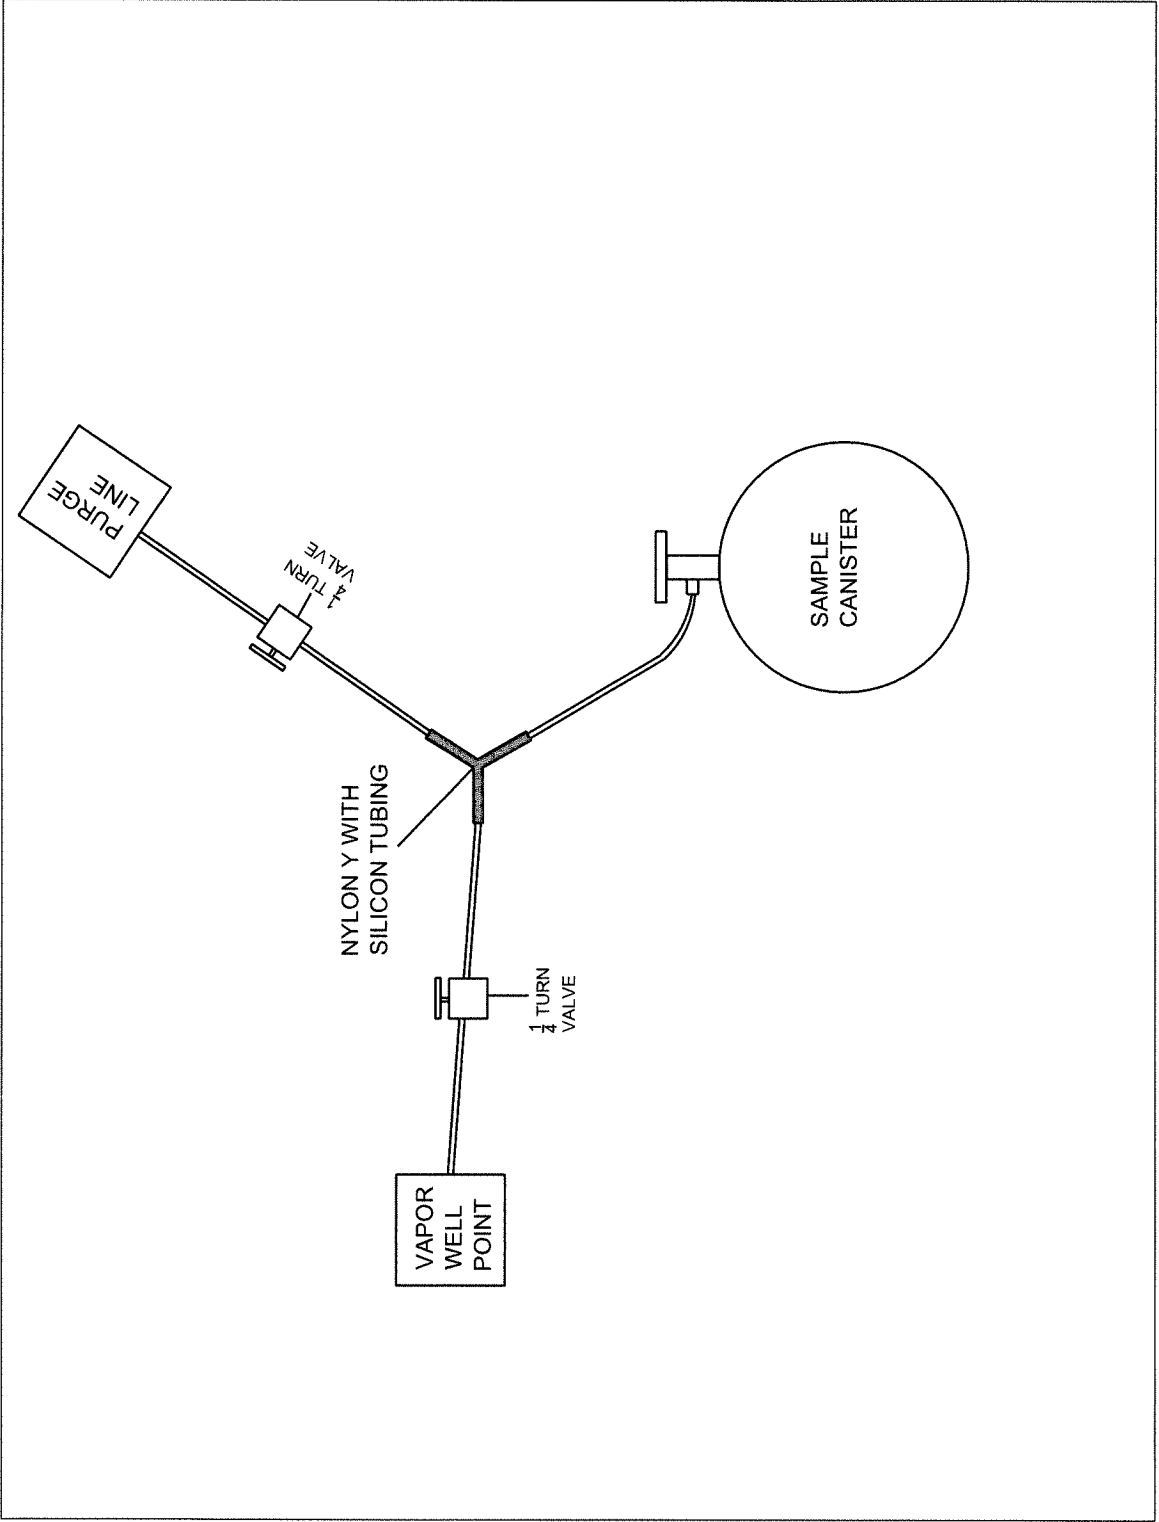 PURGE
LINE
1/4 TURN
VALVE
NYLON Y WITH
SILICON TUBING
1/4 TURN
VALVE
VAPOR
WELL
POINT
SAMPLE
CANISTER